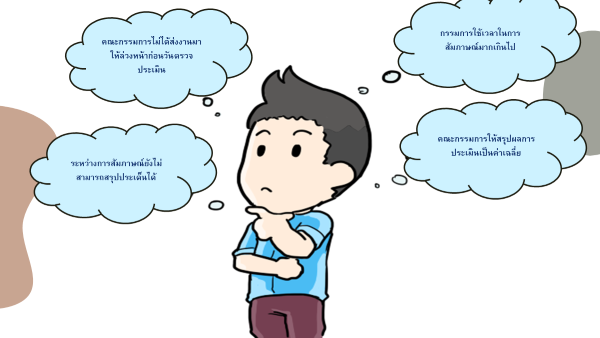 คณะกรรมการไม่ได้ส่งงานมา
ให้ล่วงหน้าก่อนวันตรวจ
ประเมิน
กรรมการใช้เวลาในการ
สัมภาษณ์มากเกินไป
ระหว่างการสัมภาษณ์ยังไม่
สามารถสรุปประเด็นได้
คณะกรรมการให้สรุปผลการ
ประเมินเป็นค่าเฉลี่ย